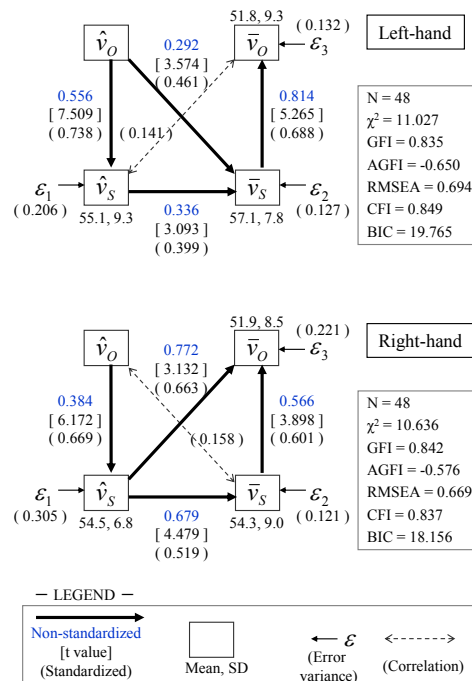 51.8, 9.3
v̂O
0.292
[ 3.574 ]
( 0.461 )
v̄O
( 0.132 )
ε3
Left-hand
0.556
[ 7.509 ]
( 0.738 )
( 0.141 )
0.814
[ 5.265 ]
( 0.688 )
N = 48
χ2 = 11.027
GFI = 0.835
AGFI = -0.650
RMSEA = 0.694
CFI = 0.849
BIC = 19.765
ε1
( 0.206 )
v̂S
55.1, 9.3
0.336
[ 3.093 ]
( 0.399 )
v̄S
57.1, 7.8
ε2
( 0.127 )
51.9, 8.5
v̂O
0.772
[ 3.132 ]
( 0.663 )
v̄O
( 0.221 )
ε3
Right-hand
0.384
[ 6.172 ]
( 0.669 )
( 0.158 )
0.566
[ 3.898 ]
( 0.601 )
N = 48
χ2 = 10.636
GFI = 0.842
AGFI = -0.576
RMSEA = 0.669
CFI = 0.837
BIC = 18.156
ε1
( 0.305 )
v̂S
54.5, 6.8
0.679
[ 4.479 ]
( 0.519 )
v̄S
54.3, 9.0
ε2
( 0.121 )
— LEGEND —
Non-standardized
[t value]
(Standardized)
Mean, SD
ε
(Error
variance)
(Correlation)